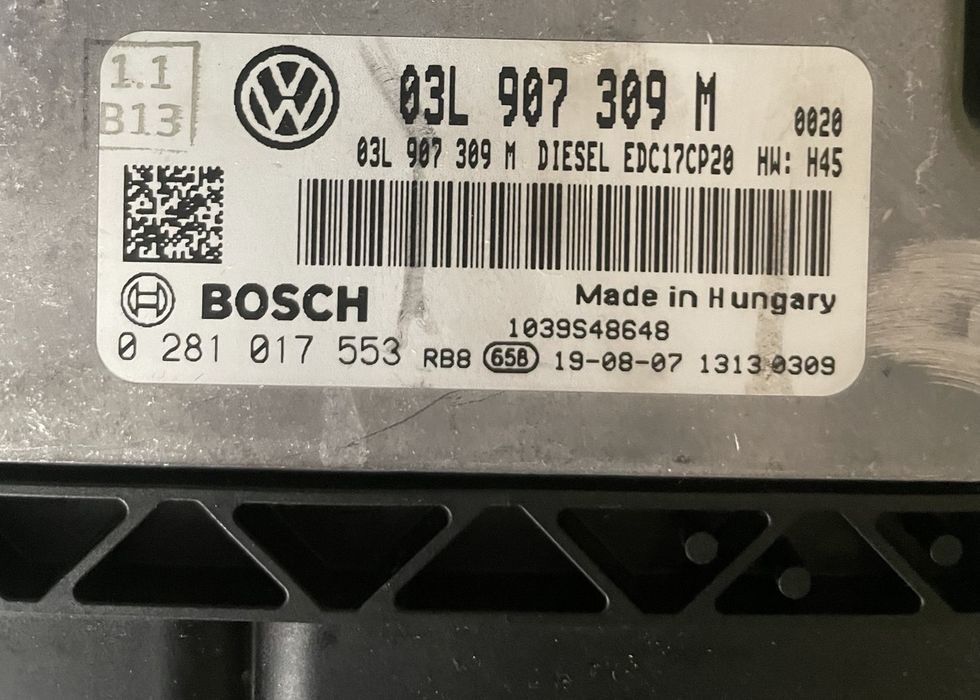 1.1
B13
03L 907 309 M 0020
03L 907 309 M DIESEL EDC17CP20 HW: H45
BOSCH
Made in Hungary
1039S48648
0 281 017 553 RB8 65B 19-08-07 1313 0309